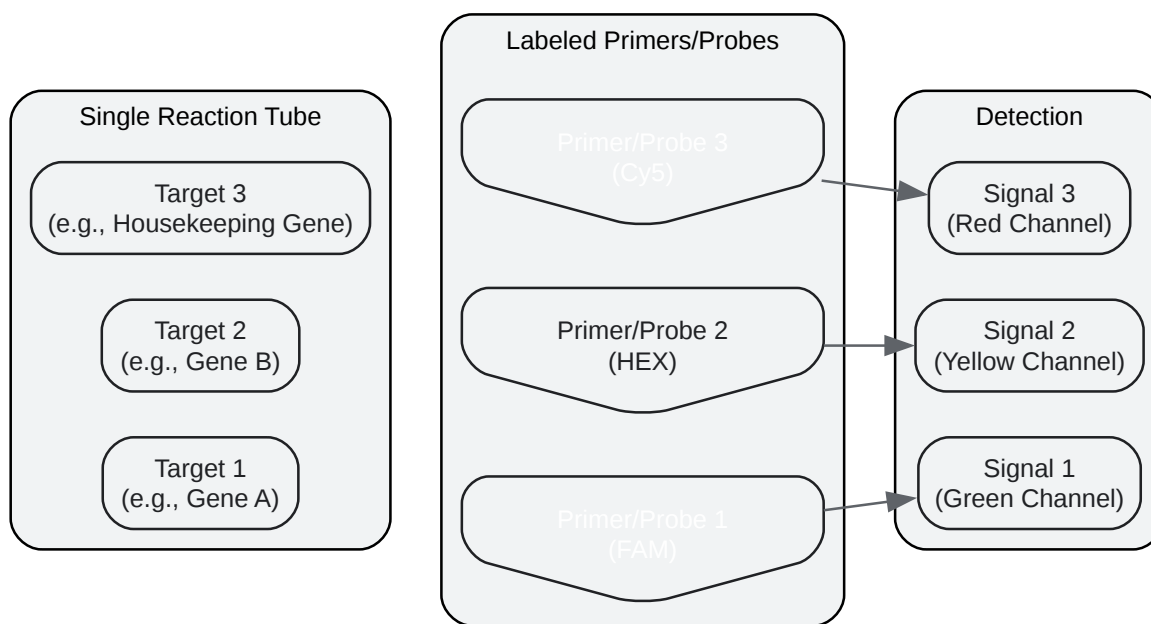 Single Reaction Tube
Target 3
(e.g., Housekeeping Gene)
Target 2
(e.g., Gene B)
Target 1
(e.g., Gene A)
Labeled Primers/Probes
Primer/Probe 3
(Cy5)
Primer/Probe 2
(HEX)
Primer/Probe 1
(FAM)
Detection
Signal 3
(Red Channel)
Signal 2
(Yellow Channel)
Signal 1
(Green Channel)